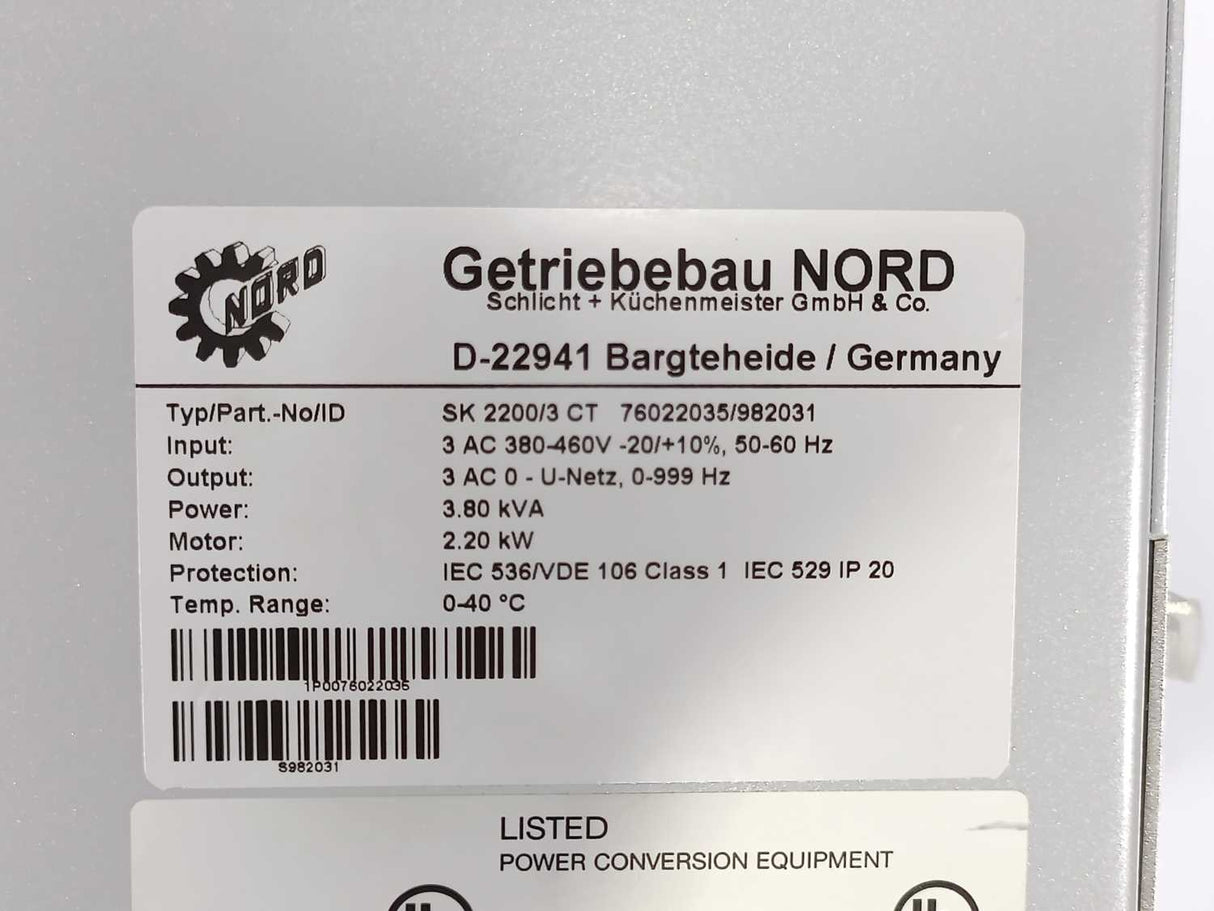 NORD
Getriebebau NORD
Schlicht + Küchenmeister GmbH & Co.
D-22941 Bargteheide / Germany
Typ/Part.-No/ID SK 2200/3 CT 76022035/982031
Input: 3 AC 380-460V -20/+10%, 50-60 Hz
Output: 3 AC 0 - U-Netz, 0-999 Hz
Power: 3.80 kVA
Motor: 2.20 kW
Protection: IEC 536/VDE 106 Class 1 IEC 529 IP 20
Temp. Range: 0-40 °C
1P0076022035
S982031
LISTED
POWER CONVERSION EQUIPMENT